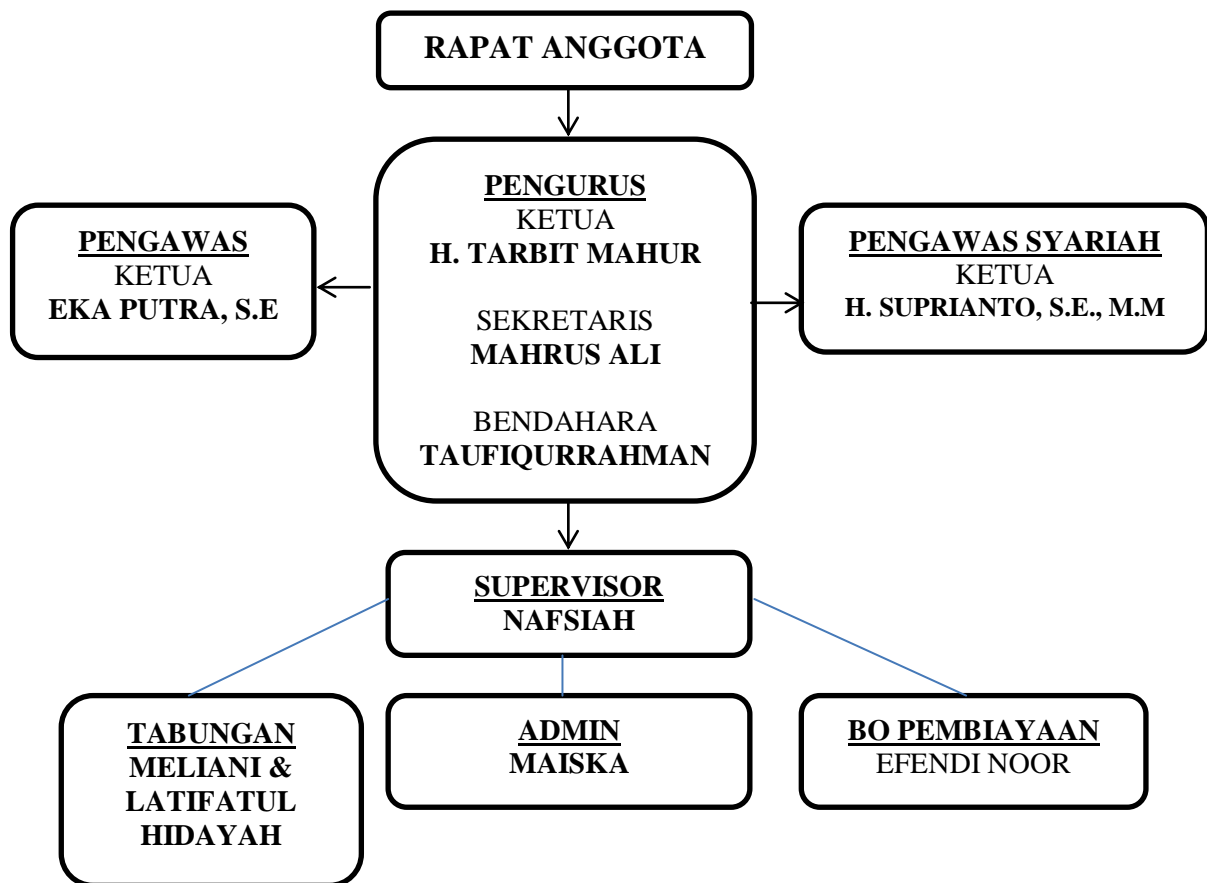 RAPAT ANGGOTA
PENGURUS
KETUA
H. TARBIT MAHUR
SEKRETARIS
MAHRUS ALI
BENDAHARA
TAUFIQURRAHMAN
PENGAWAS
KETUA
EKA PUTRA, S.E
PENGAWAS SYARIAH
KETUA
H. SUPRIANTO, S.E., M.M
SUPERVISOR
NAFSIAH
TABUNGAN
MELIANI &
LATIFATUL
HIDAYAH
ADMIN
MAISKA
BO PEMBIAYAAN
EFENDI NOOR